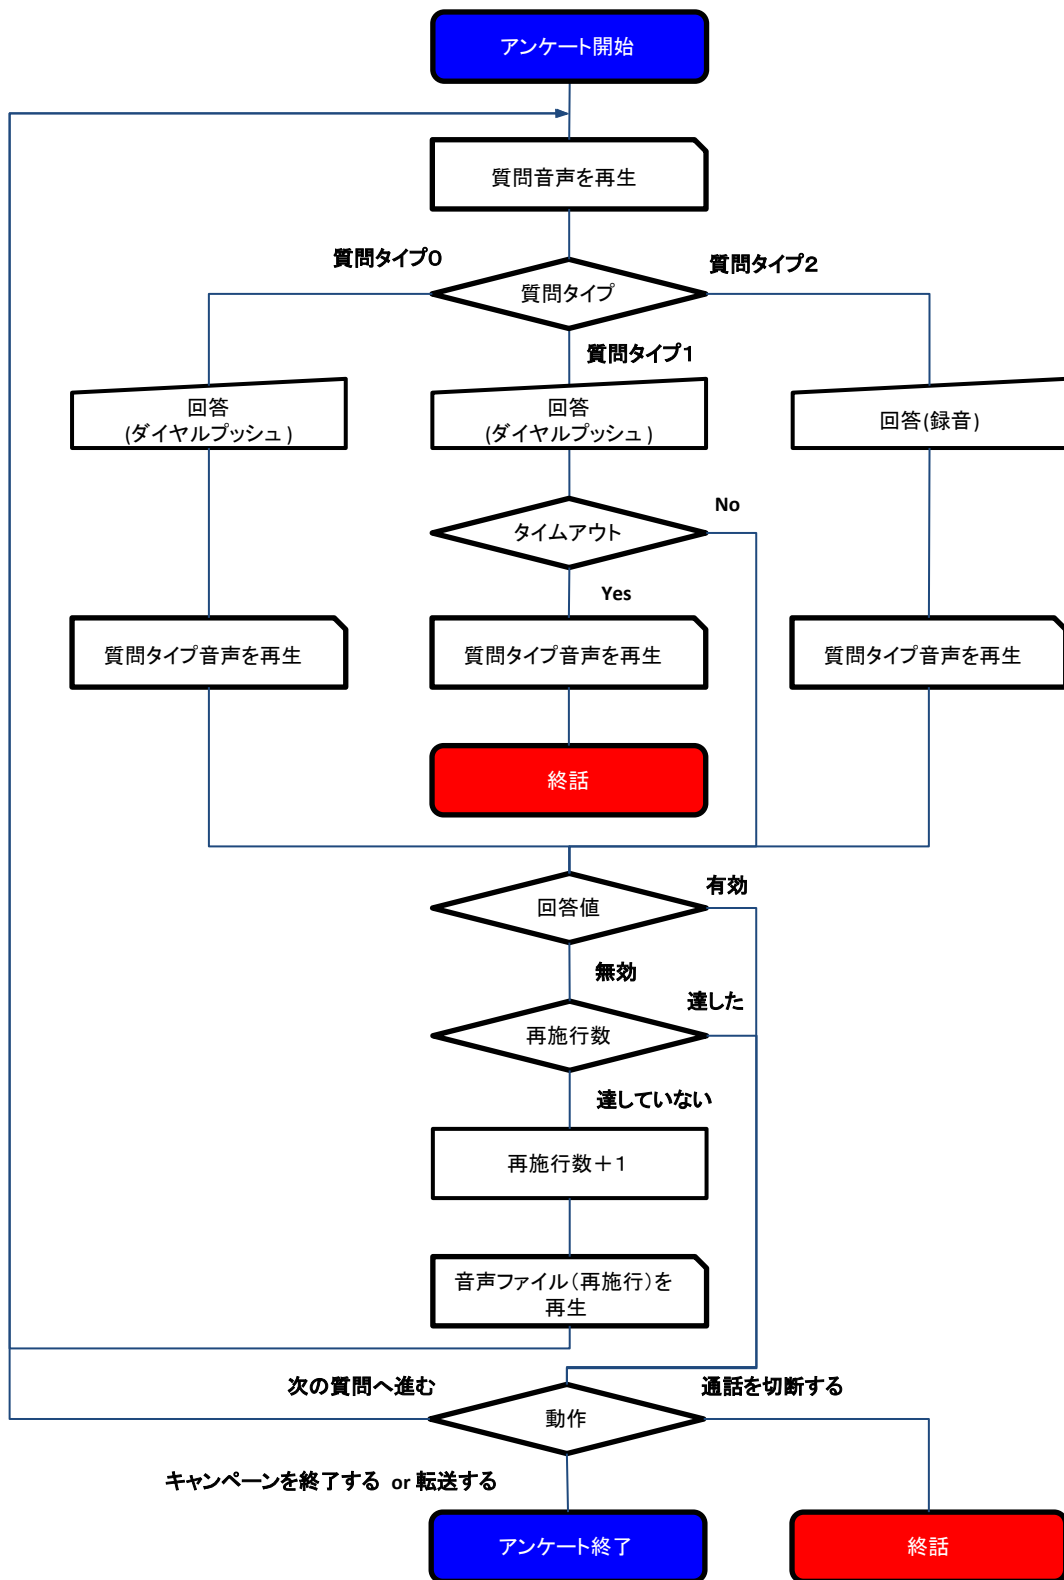 アンケート開始
質問音声を再生
質問タイプ0
質問タイプ
質問タイプ2
質問タイプ1
回答
(ダイヤルプッシュ)
回答
(ダイヤルプッシュ)
回答(録音)
タイムアウト
No
Yes
質問タイプ音声を再生
質問タイプ音声を再生
質問タイプ音声を再生
終話
回答値
有効
無効
達した
再施行数
達していない
再施行数＋1
音声ファイル（再施行）を
再生
次の質問へ進む
通話を切断する
動作
キャンペーンを終了する or 転送する
アンケート終了
終話